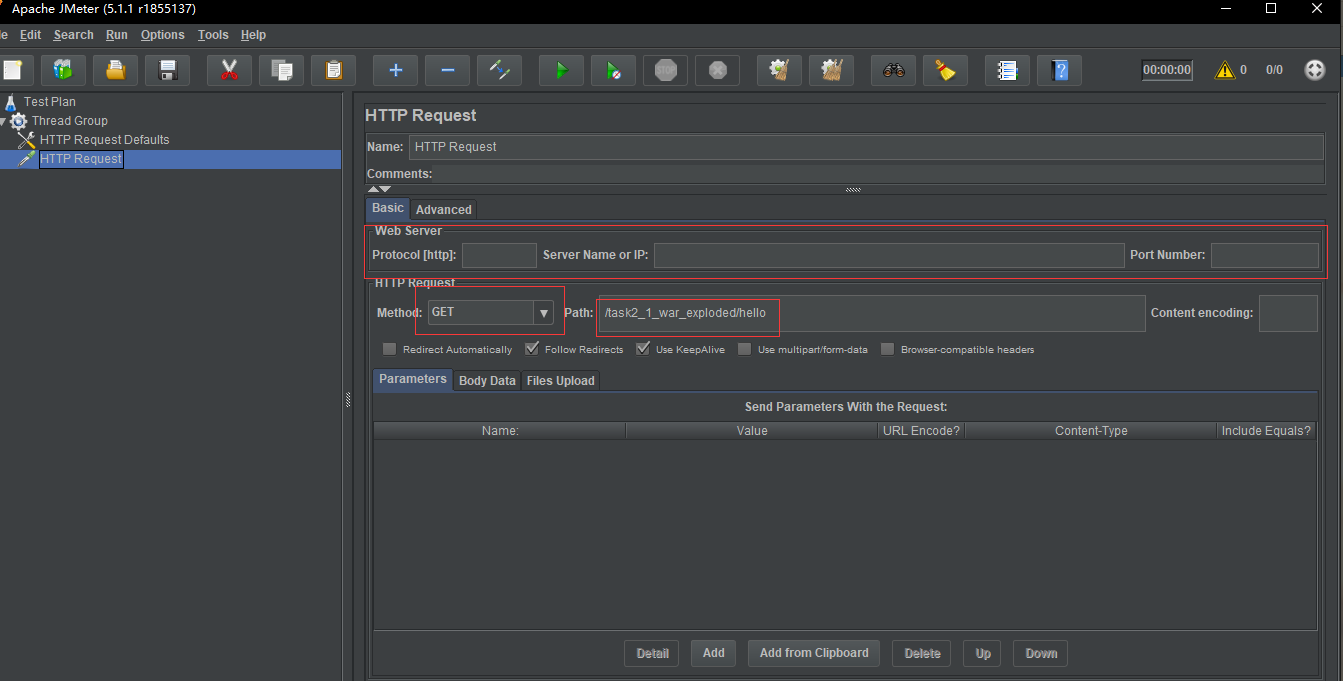 Apache JMeter (5.1.1 r1855137)
e Edit Search Run Options Tools Help
STOP 00:00:00 0 0/0
Test Plan
Thread Group
HTTP Request Defaults
HTTP Request
HTTP Request
Name: HTTP Request
Comments:
Basic Advanced
Web Server
Protocol [http]: Server Name or IP: Port Number:
HTTP Request
Method: GET Path: /task2_1_war_exploded/hello Content encoding:
Redirect Automatically Follow Redirects Use KeepAlive Use multipart/form-data Browser-compatible headers
Parameters Body Data Files Upload
Send Parameters With the Request:
Name: Value URL Encode? Content-Type Include Equals?
Detail Add Add from Clipboard Delete Up Down